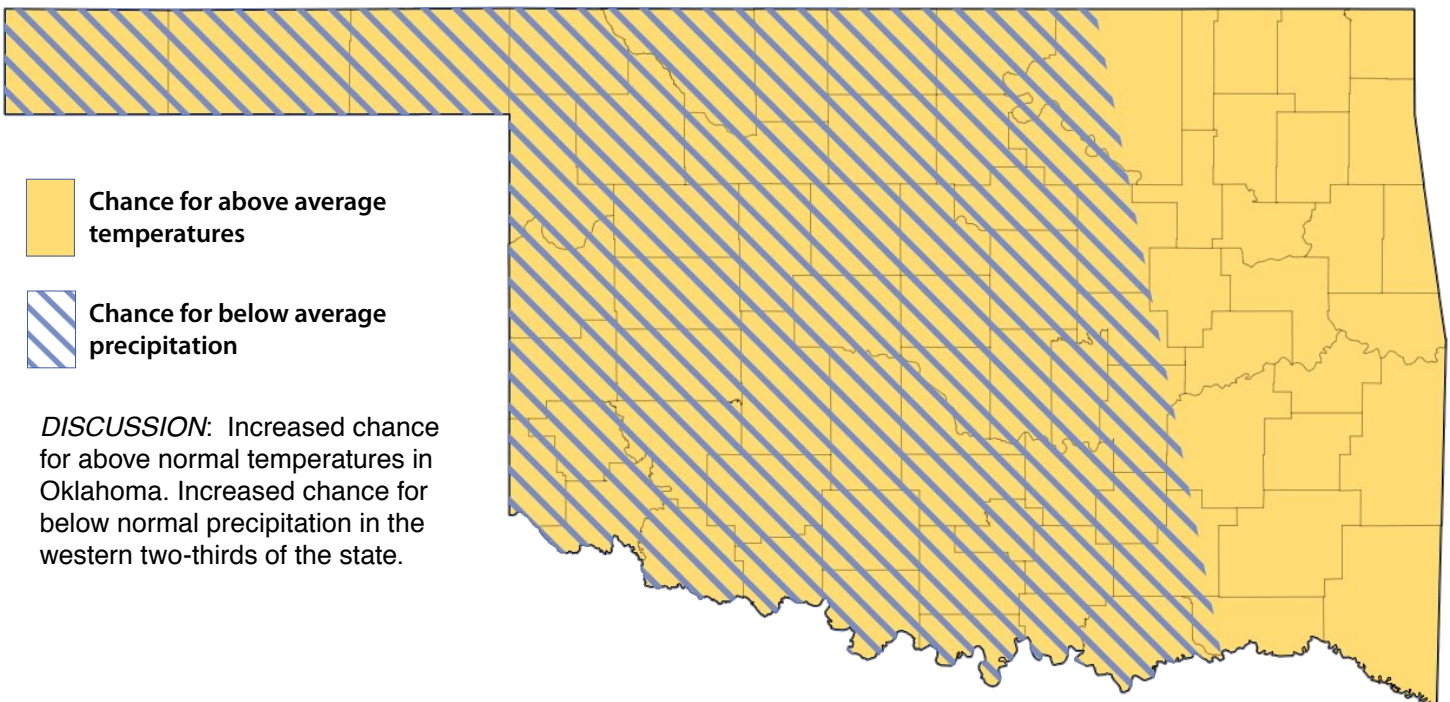 Chance for above average
temperatures
Chance for below average
precipitation
DISCUSSION:  Increased chance
for above normal temperatures in
Oklahoma. Increased chance for
below normal precipitation in the
western two-thirds of the state.